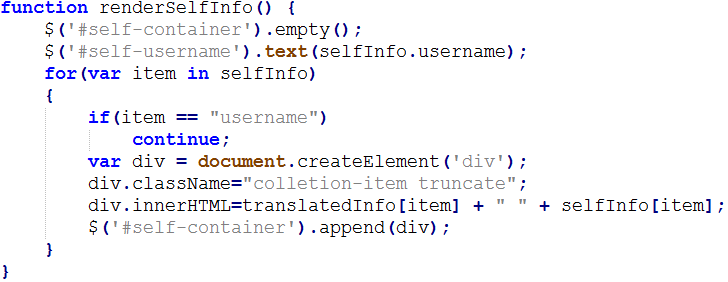 function renderSelfInfo() {
    $('#self-container').empty();
    $('#self-username').text(selfInfo.username);
    for(var item in selfInfo)
    {
        if(item == "username")
            continue;
        var div = document.createElement('div');
        div.className="colletion-item truncate";
        div.innerHTML=translatedInfo[item] + " " + selfInfo[item];
        $('#self-container').append(div);
    }
}